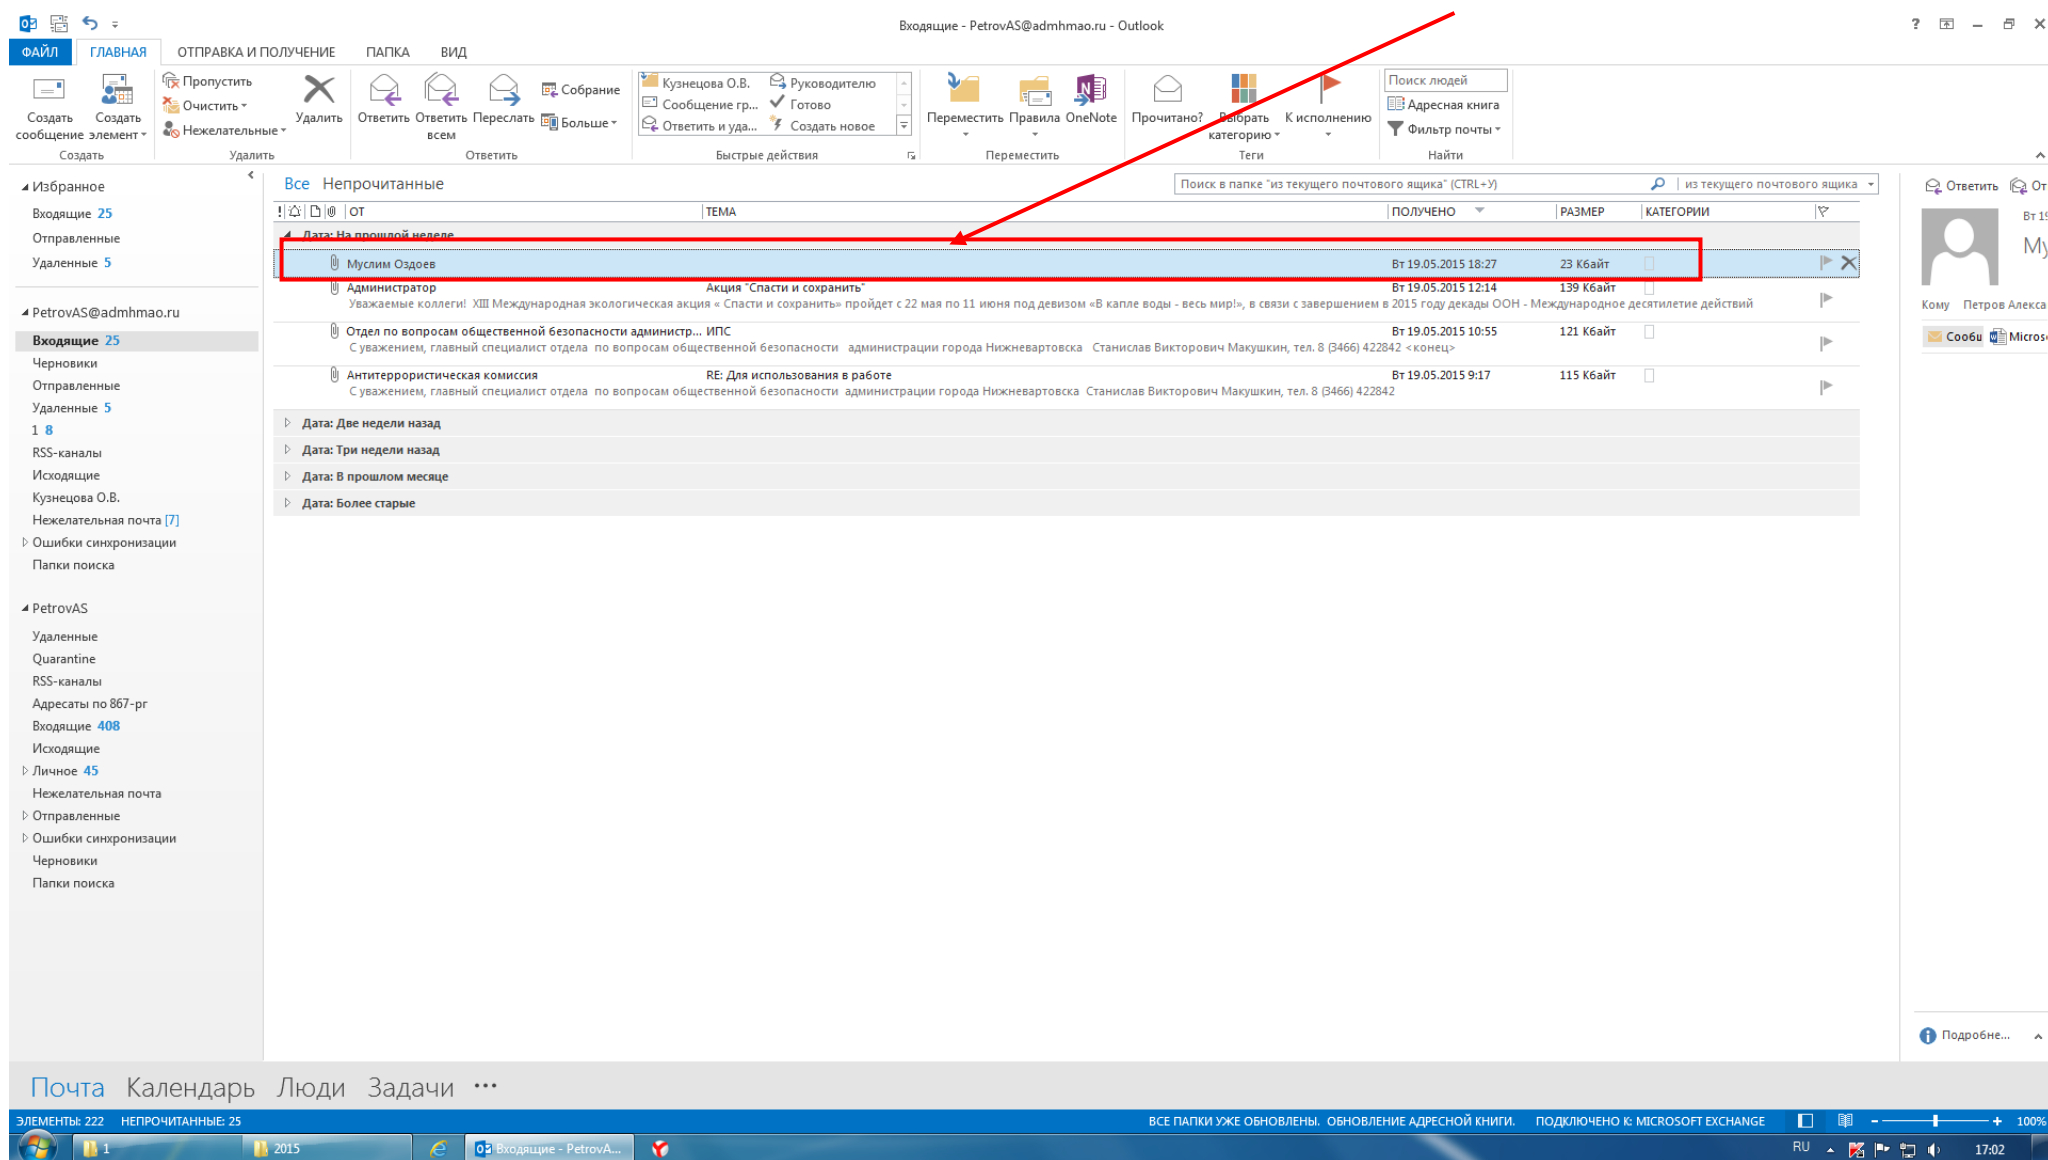 Входящие - PetrovAS@admhmao.ru - Outlook
ФАЙЛ ГЛАВНАЯ ОТПРАВКА И ПОЛУЧЕНИЕ ПАПКА ВИД
Создать сообщение
Создать элемент
Создать
Пропустить
Очистить
Нежелательные
Удалить
Удалить
Ответить
Ответить всем
Переслать
Собрание
Больше
Ответить
Кузнецова О.В.
Сообщение гр...
Ответить и уда...
Руководителю
Готово
Создать новое
Быстрые действия
Переместить
Правила
OneNote
Переместить
Прочитано?
Выбрать категорию
К исполнению
Теги
Поиск людей
Адресная книга
Фильтр почты
Найти
Избранное
Входящие 25
Отправленные
Удаленные 5
PetrovAS@admhmao.ru
Входящие 25
Черновики
Отправленные
Удаленные 5
1 8
RSS-каналы
Исходящие
Кузнецова О.В.
Нежелательная почта [7]
Ошибки синхронизации
Папки поиска
PetrovAS
Удаленные
Quarantine
RSS-каналы
Адресаты по 867-рг
Входящие 408
Исходящие
Личное 45
Нежелательная почта
Отправленные
Ошибки синхронизации
Черновики
Папки поиска
Все Непрочитанные
Поиск в папке "из текущего почтового ящика" (CTRL+У)
из текущего почтового ящика
ОТ ТЕМА ПОЛУЧЕНО РАЗМЕР КАТЕГОРИИ
Дата: На прошлой неделе
Муслим Оздоев Вт 19.05.2015 18:27 23 Кбайт
Администратор Акция "Спасти и сохранить" Вт 19.05.2015 12:14 139 Кбайт
Уважаемые коллеги! XIII Международная экологическая акция « Спасти и сохранить» пройдет с 22 мая по 11 июня под девизом «В капле воды - весь мир!», в связи с завершением в 2015 году декады ООН - Международное десятилетие действий
Отдел по вопросам общественной безопасности администр... ИПС Вт 19.05.2015 10:55 121 Кбайт
С уважением, главный специалист отдела по вопросам общественной безопасности администрации города Нижневартовска Станислав Викторович Макушкин, тел. 8 (3466) 422842 <конец>
Антитеррористическая комиссия RE: Для использования в работе Вт 19.05.2015 9:17 115 Кбайт
С уважением, главный специалист отдела по вопросам общественной безопасности администрации города Нижневартовска Станислав Викторович Макушкин, тел. 8 (3466) 422842
Дата: Две недели назад
Дата: Три недели назад
Дата: В прошлом месяце
Дата: Более старые
Ответить От
Вт 19
Му
Кому Петров Алекса
Сообщ Micros
Подробне...
Почта Календарь Люди Задачи
ЭЛЕМЕНТЫ: 222 НЕПРОЧИТАННЫЕ: 25
ВСЕ ПАПКИ УЖЕ ОБНОВЛЕНЫ. ОБНОВЛЕНИЕ АДРЕСНОЙ КНИГИ. ПОДКЛЮЧЕНО К: MICROSOFT EXCHANGE
100%
1
2015
Входящие - PetrovA...
RU
17:02